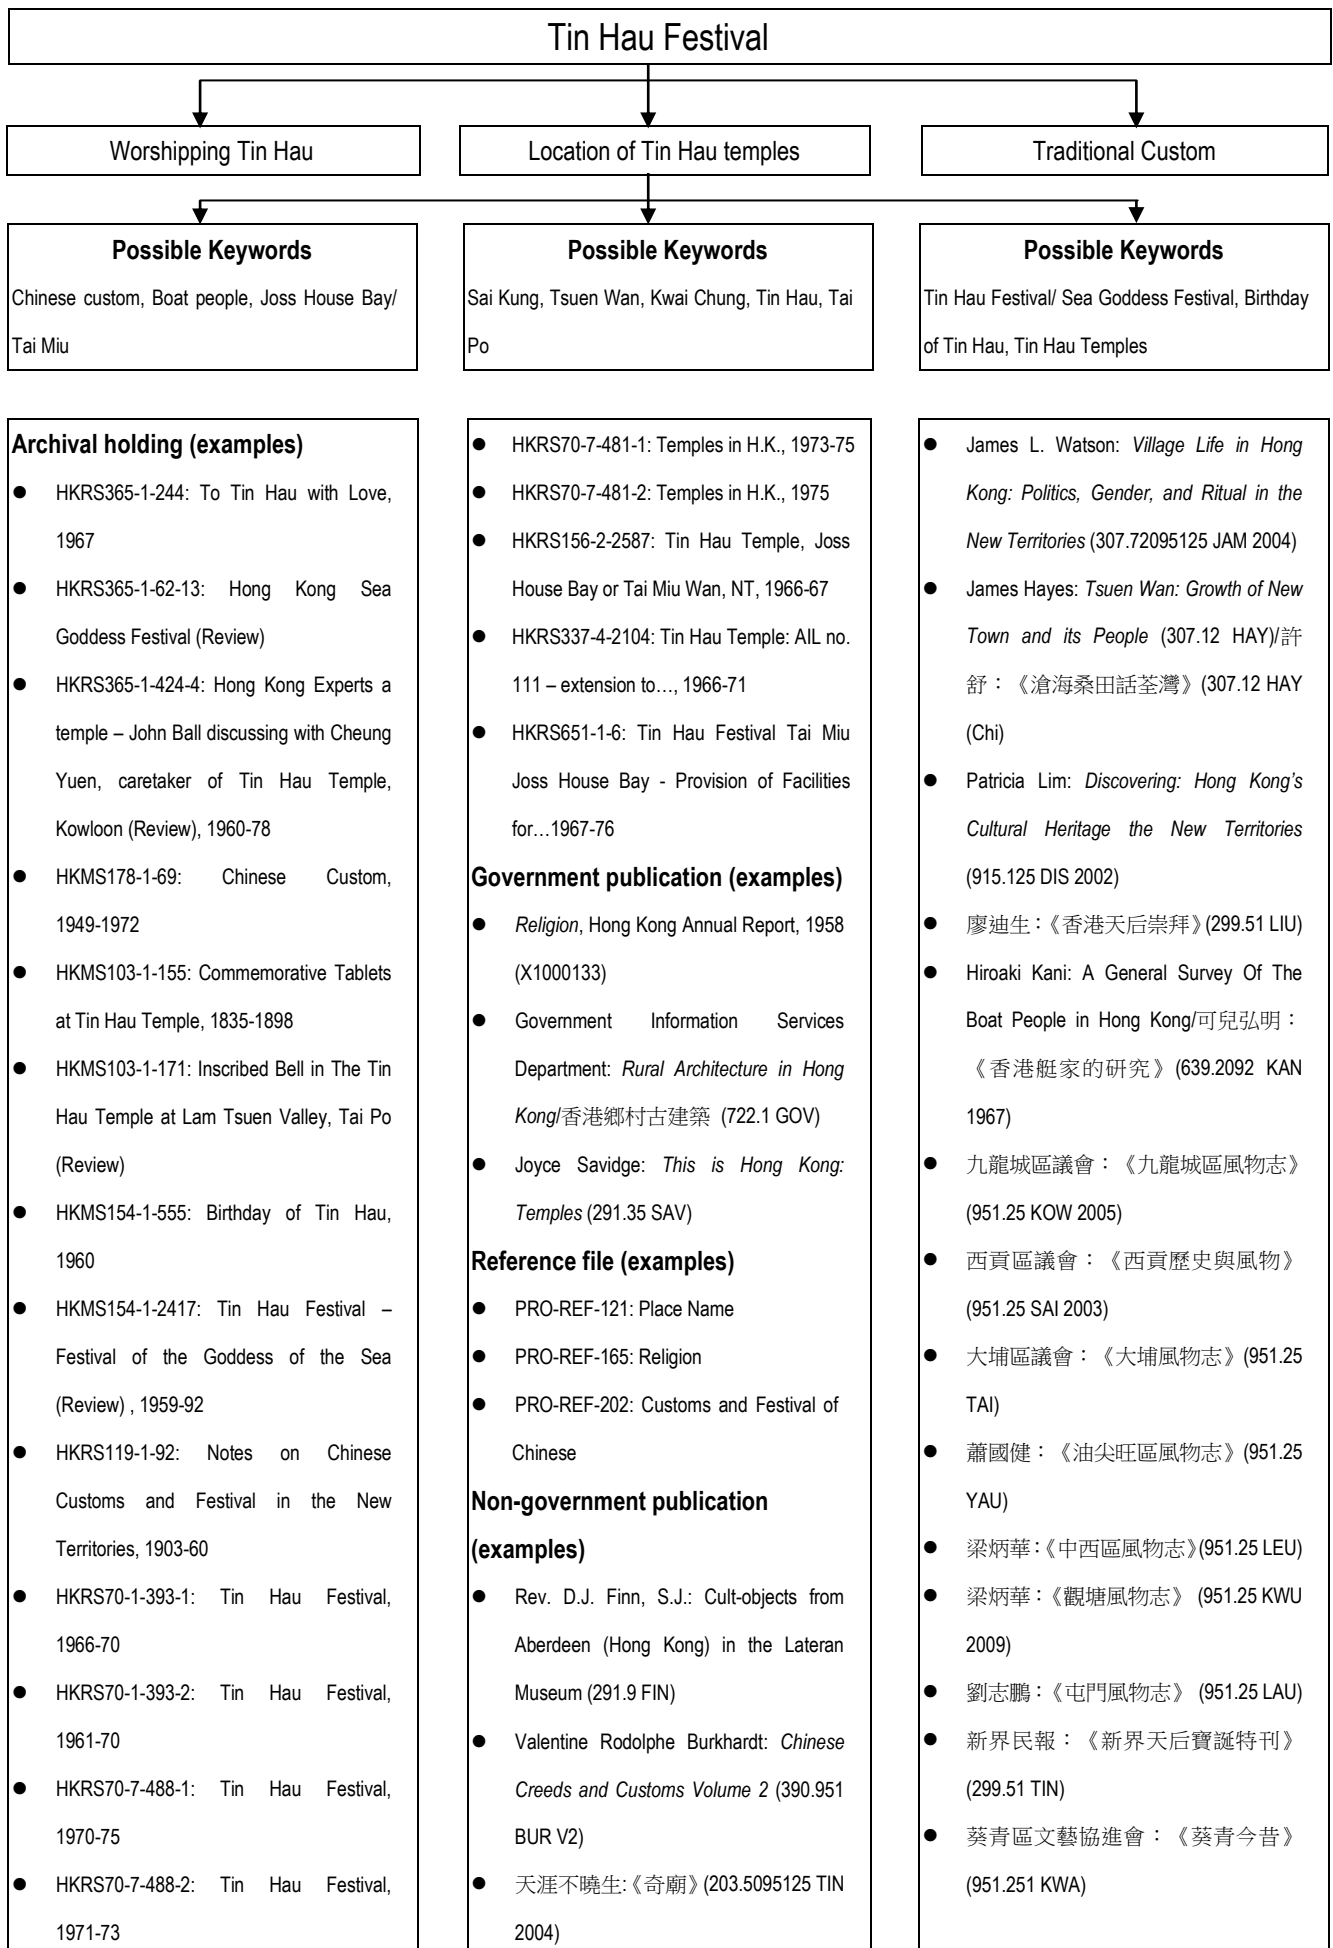 Tin Hau Festival
Worshipping Tin Hau
Location of Tin Hau temples
Traditional Custom
Possible Keywords
Chinese custom, Boat people, Joss House Bay/
Tai Miu
Possible Keywords
Sai Kung, Tsuen Wan, Kwai Chung, Tin Hau, Tai
Po
Possible Keywords
Tin Hau Festival/ Sea Goddess Festival, Birthday
of Tin Hau, Tin Hau Temples
Archival holding (examples)
● HKRS365-1-244: To Tin Hau with Love,
1967
● HKRS365-1-62-13: Hong Kong Sea
Goddess Festival (Review)
● HKRS365-1-424-4: Hong Kong Experts a
temple – John Ball discussing with Cheung
Yuen, caretaker of Tin Hau Temple,
Kowloon (Review), 1960-78
● HKMS178-1-69: Chinese Custom,
1949-1972
● HKMS103-1-155: Commemorative Tablets
at Tin Hau Temple, 1835-1898
● HKMS103-1-171: Inscribed Bell in The Tin
Hau Temple at Lam Tsuen Valley, Tai Po
(Review)
● HKMS154-1-555: Birthday of Tin Hau,
1960
● HKMS154-1-2417: Tin Hau Festival –
Festival of the Goddess of the Sea
(Review) , 1959-92
● HKRS119-1-92: Notes on Chinese
Customs and Festival in the New
Territories, 1903-60
● HKRS70-1-393-1: Tin Hau Festival,
1966-70
● HKRS70-1-393-2: Tin Hau Festival,
1961-70
● HKRS70-7-488-1: Tin Hau Festival,
1970-75
● HKRS70-7-488-2: Tin Hau Festival,
1971-73
● HKRS70-7-481-1: Temples in H.K., 1973-75
● HKRS70-7-481-2: Temples in H.K., 1975
● HKRS156-2-2587: Tin Hau Temple, Joss
House Bay or Tai Miu Wan, NT, 1966-67
● HKRS337-4-2104: Tin Hau Temple: AIL no.
111 – extension to…, 1966-71
● HKRS651-1-6: Tin Hau Festival Tai Miu
Joss House Bay - Provision of Facilities
for…1967-76
Government publication (examples)
● Religion, Hong Kong Annual Report, 1958
(X1000133)
● Government Information Services
Department: Rural Architecture in Hong
Kong/香港鄉村古建築 (722.1 GOV)
● Joyce Savidge: This is Hong Kong:
Temples (291.35 SAV)
Reference file (examples)
● PRO-REF-121: Place Name
● PRO-REF-165: Religion
● PRO-REF-202: Customs and Festival of
Chinese
Non-government publication
(examples)
● Rev. D.J. Finn, S.J.: Cult-objects from
Aberdeen (Hong Kong) in the Lateran
Museum (291.9 FIN)
● Valentine Rodolphe Burkhardt: Chinese
Creeds and Customs Volume 2 (390.951
BUR V2)
● 天涯不曉生:《奇廟》(203.5095125 TIN
2004)
● James L. Watson: Village Life in Hong
Kong: Politics, Gender, and Ritual in the
New Territories (307.72095125 JAM 2004)
● James Hayes: Tsuen Wan: Growth of New
Town and its People (307.12 HAY)/許
舒：《滄海桑田話荃灣》(307.12 HAY
(Chi)
● Patricia Lim: Discovering: Hong Kong's
Cultural Heritage the New Territories
(915.125 DIS 2002)
● 廖迪生：《香港天后崇拜》(299.51 LIU)
● Hiroaki Kani: A General Survey Of The
Boat People in Hong Kong/可兒弘明：
《香港艇家的研究》(639.2092 KAN
1967)
● 九龍城區議會：《九龍城區風物志》
(951.25 KOW 2005)
● 西貢區議會：《西貢歷史與風物》
(951.25 SAI 2003)
● 大埔區議會：《大埔風物志》(951.25
TAI)
● 蕭國健：《油尖旺區風物志》(951.25
YAU)
● 梁炳華：《中西區風物志》(951.25 LEU)
● 梁炳華：《觀塘風物志》 (951.25 KWU
2009)
● 劉志鵬：《屯門風物志》 (951.25 LAU)
● 新界民報：《新界天后寶誕特刊》
(299.51 TIN)
● 葵青區文藝協進會：《葵青今昔》
(951.251 KWA)